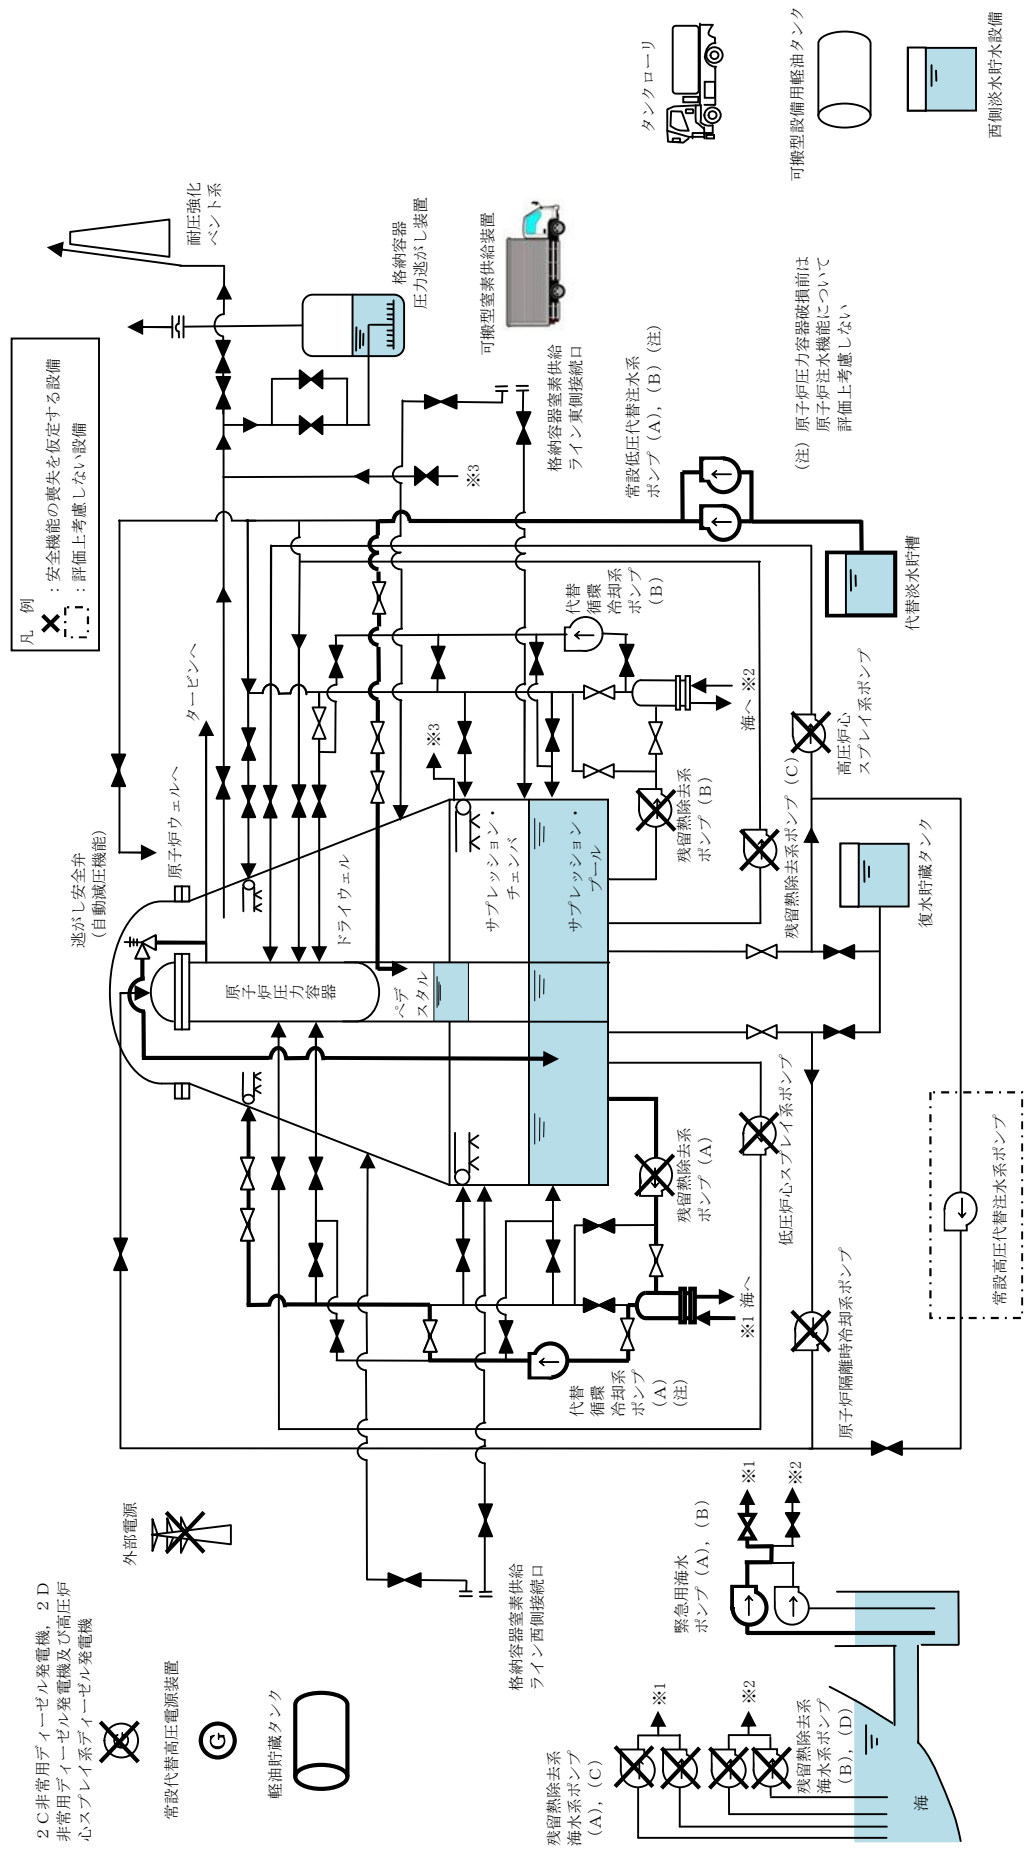 タンクローリ
可搬型設備用軽油タンク
西側淡水貯水設備
耐圧強化
ベント系
格納容器
圧力逃がし装置
可搬型窒素供給装置
凡　例
：安全機能の喪失を仮定する設備
：評価上考慮しない設備
格納容器窒素供給
ライン東側接続口
常設低圧代替注水系
ポンプ（A），（B）（注）
（注）原子炉圧力容器破損前は
原子炉注水機能について
評価上考慮しない
※3
代替淡水貯槽
タービンへ
原子炉ウェルへ
逃がし安全弁
（自動減圧機能）
代替
循環
冷却系
ポンプ
（B）
※3
海へ ※2
高圧炉心
スプレイ系ポンプ
残留熱除去系
ポンプ（B）
残留熱除去系ポンプ（C）
復水貯蔵タンク
ドライウェル
サプレッション・
チェンバ
サプレッション・
プール
原子炉圧力容器
ペデ
スタル
残留熱除去系
ポンプ（A）
低圧炉心スプレイ系ポンプ
常設高圧代替注水系ポンプ
※1 海へ
原子炉隔離時冷却系ポンプ
代替
循環
冷却系
ポンプ
（A）
（注）
外部電源
格納容器窒素供給
ライン西側接続口
緊急用海水
ポンプ（A），（B）
※1
※2
2C非常用ディーゼル発電機，2D
非常用ディーゼル発電機及び高圧炉
心スプレイ系ディーゼル発電機
G
常設代替高圧電源装置
G
軽油貯蔵タンク
残留熱除去系
海水系ポンプ
（A），（C）
※1
※2
残留熱除去系
海水系ポンプ
（B），（D）
海